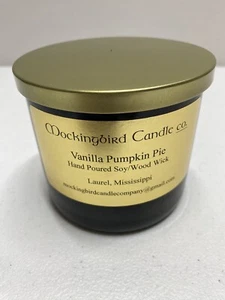 Mockingbird Candle co.
Vanilla Pumpkin Pie
Hand Poured Soy/Wood Wick
Laurel, Mississippi
mockingbirdcandlecompany@gmail.com